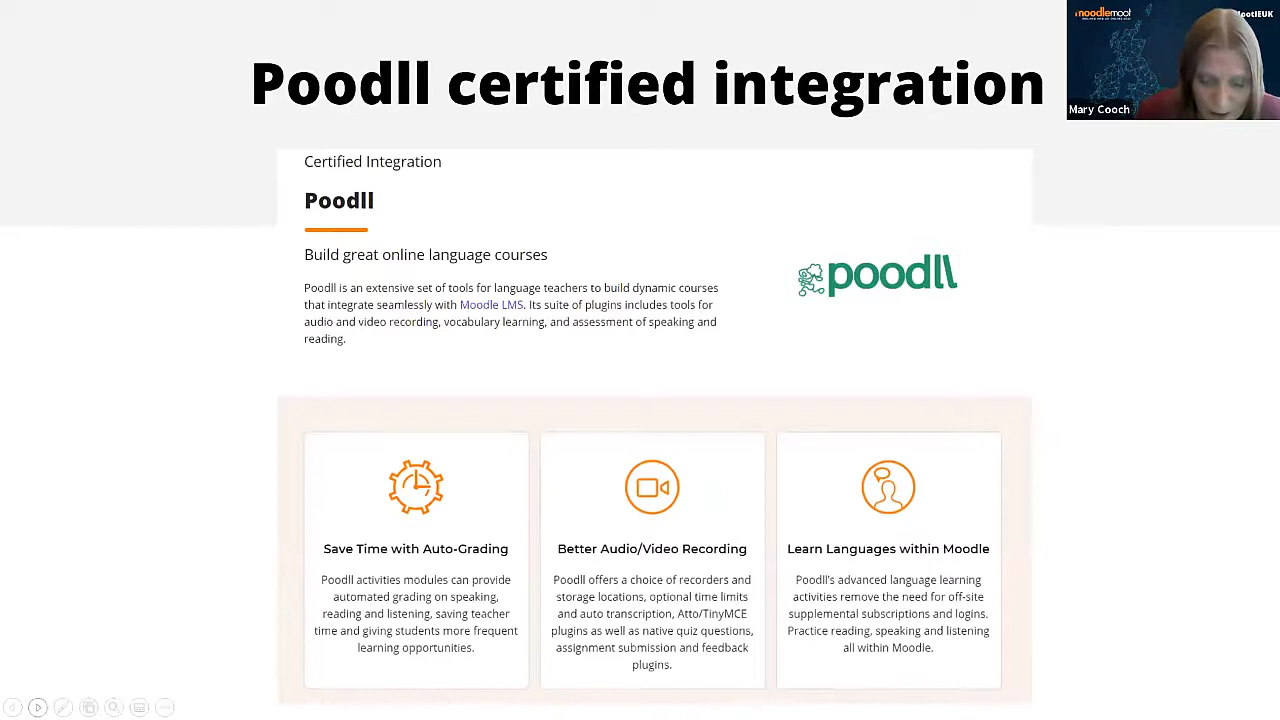 moodlemoot
ootIEUK
Mary Cooch
Poodll certified integration
Certified Integration
Poodll
Build great online language courses
Poodll is an extensive set of tools for language teachers to build dynamic courses
that integrate seamlessly with Moodle LMS. Its suite of plugins includes tools for
audio and video recording, vocabulary learning, and assessment of speaking and
reading.
poodll
Save Time with Auto-Grading
Poodll activities modules can provide
automated grading on speaking,
reading and listening, saving teacher
time and giving students more frequent
learning opportunities.
Better Audio/Video Recording
Poodll offers a choice of recorders and
storage locations, optional time limits
and auto transcription, Atto/TinyMCE
plugins as well as native quiz questions,
assignment submission and feedback
plugins.
Learn Languages within Moodle
Poodll's advanced language learning
activities remove the need for off-site
supplemental subscriptions and logins.
Practice reading, speaking and listening
all within Moodle.